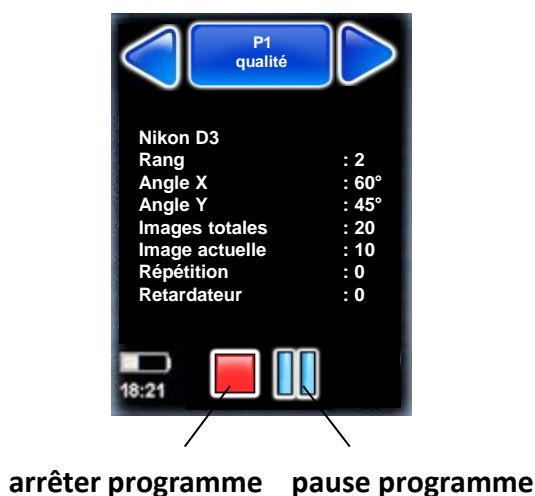 P1
qualité
Nikon D3
Rang : 2
Angle X : 60°
Angle Y : 45°
Images totales : 20
Image actuelle : 10
Répétition : 0
Retardateur : 0
18:21
arrêter programme pause programme